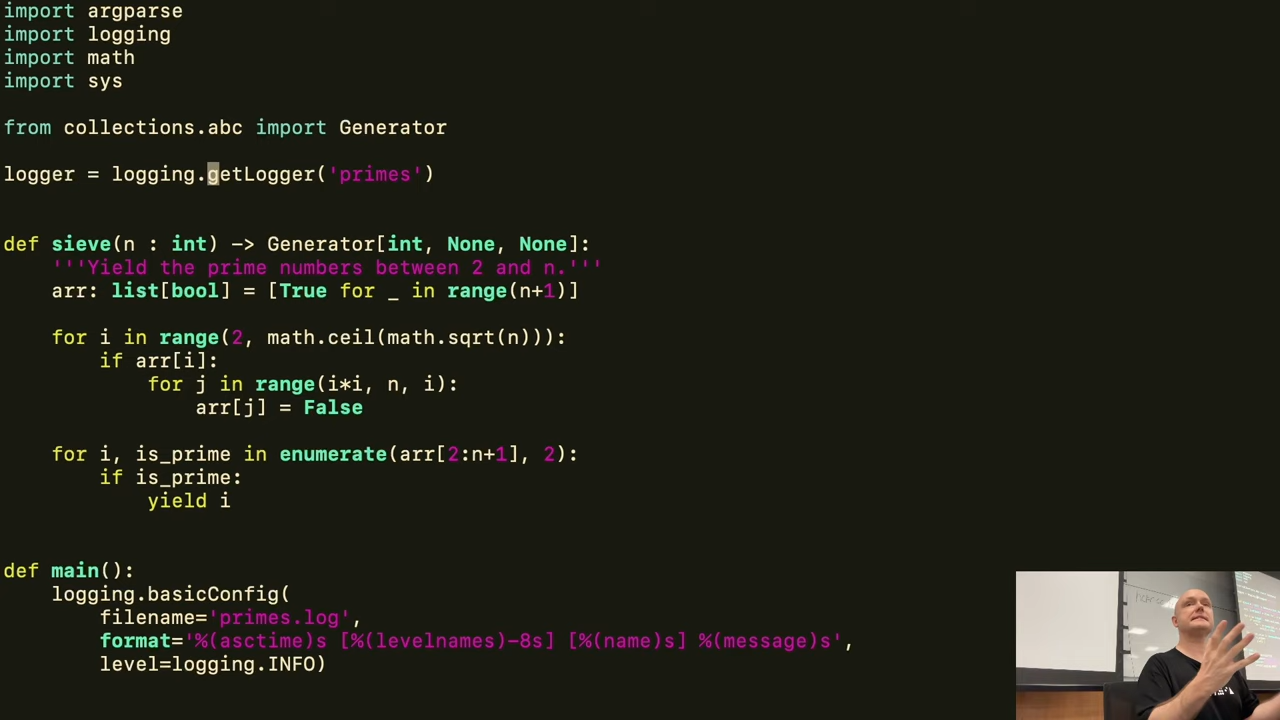 import argparse
import logging
import math
import sys
from collections.abc import Generator
logger = logging.getLogger('primes')
def sieve(n : int) -> Generator[int, None, None]:
    '''Yield the prime numbers between 2 and n.'''
    arr: list[bool] = [True for _ in range(n+1)]
    for i in range(2, math.ceil(math.sqrt(n))):
        if arr[i]:
            for j in range(i*i, n, i):
                arr[j] = False
    for i, is_prime in enumerate(arr[2:n+1], 2):
        if is_prime:
            yield i
def main():
    logging.basicConfig(
        filename='primes.log',
        format='%(asctime)s [%(levelnames)-8s] [%(name)s] %(message)s',
        level=logging.INFO)